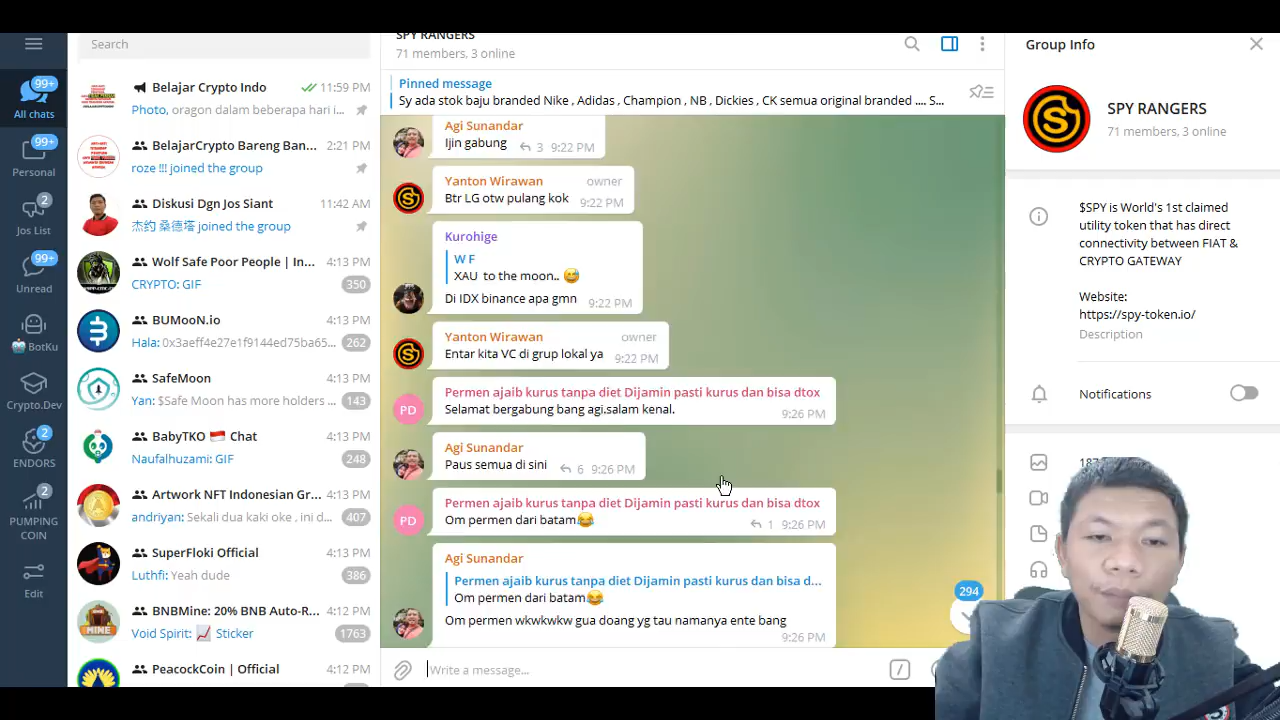 Search
99+
All chats
99+
Personal
2
Jos List
99+
Unread
BotKu
Crypto.Dev
2
ENDORS
2
PUMPING
COIN
Edit
Belajar Crypto Indo
11:59 PM
Photo, oragon dalam beberapa hari i...
BelajarCrypto Bareng Ban...
2:21 PM
roze !!! joined the group
Diskusi Dgn Jos Siant
11:42 AM
杰约 桑德塔 joined the group
Wolf Safe Poor People | In...
4:13 PM
CRYPTO: GIF
350
BUMooN.io
4:13 PM
Hala: 0x3aeff4e27e1f9144ed75ba65...
262
SafeMoon
4:13 PM
Yan: $Safe Moon has more holders ...
143
BabyTKO 🇮🇩 Chat
4:13 PM
Naufalhuzami: GIF
248
Artwork NFT Indonesian Gr...
4:13 PM
andriyan: Sekali dua kaki oke , ini d...
407
SuperFloki Official
4:13 PM
Luthfi: Yeah dude
386
BNBMine: 20% BNB Auto-R...
4:12 PM
Void Spirit: 📈 Sticker
1763
PeacockCoin | Official
4:12 PM
SPY RANGERS
71 members, 3 online
Pinned message
Sy ada stok baju branded Nike , Adidas , Champion , NB , Dickies , CK semua original branded .... S...
Agi Sunandar
Ijin gabung
3 9:22 PM
Yanton Wirawan
owner
Btr LG otw pulang kok
9:22 PM
Kurohige
W F
XAU to the moon.. 😅
Di IDX binance apa gmn
9:22 PM
Yanton Wirawan
owner
Entar kita VC di grup lokal ya
9:22 PM
Permen ajaib kurus tanpa diet Dijamin pasti kurus dan bisa dtox
PD
Selamat bergabung bang agi.salam kenal.
9:26 PM
Agi Sunandar
Paus semua di sini
6 9:26 PM
Permen ajaib kurus tanpa diet Dijamin pasti kurus dan bisa dtox
PD
Om permen dari batam😂
1 9:26 PM
Agi Sunandar
Permen ajaib kurus tanpa diet Dijamin pasti kurus dan bisa d...
Om permen dari batam😂
Om permen wkwkwkw gua doang yg tau namanya ente bang
9:26 PM
294
Write a message...
Group Info
SPY RANGERS
71 members, 3 online
$SPY is World's 1st claimed
utility token that has direct
connectivity between FIAT &
CRYPTO GATEWAY
Website:
https://spy-token.io/
Description
Notifications